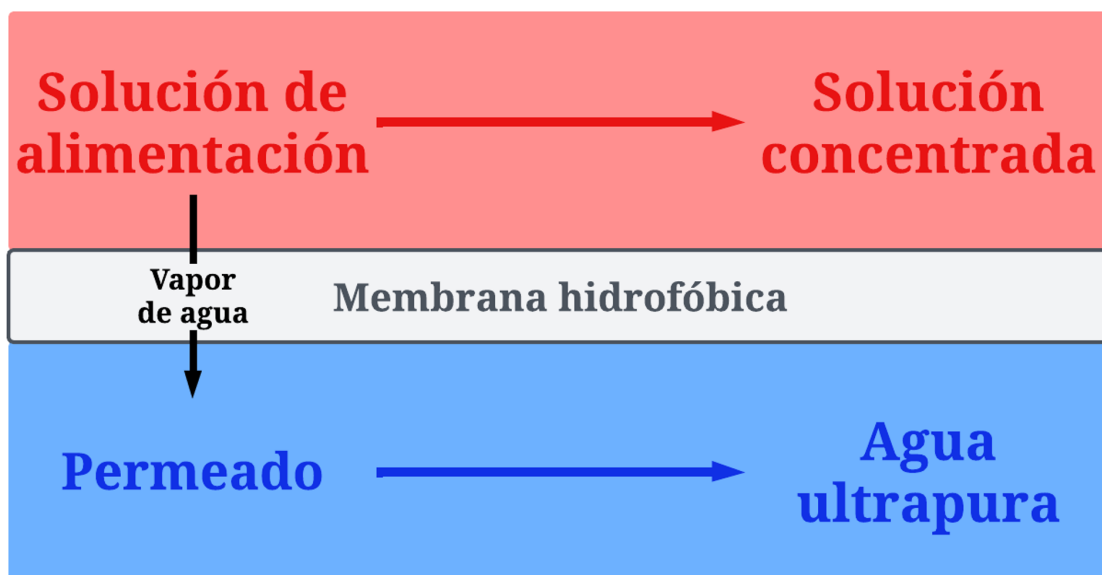 Solución de
alimentación
Solución
concentrada
Vapor
de agua
Membrana hidrofóbica
Permeado
Agua
ultrapura